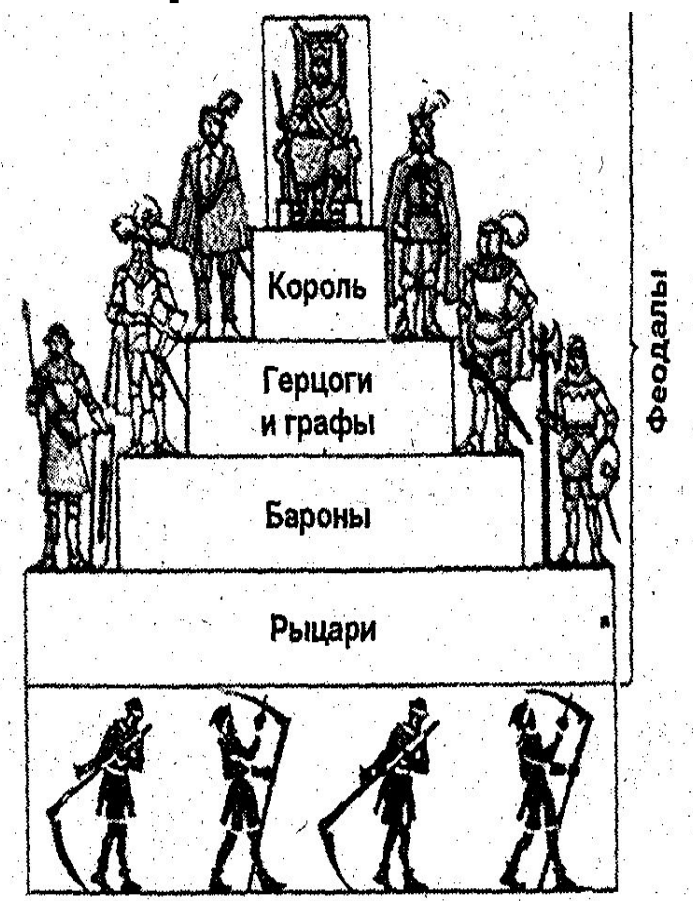 Король
Герцоги
и графы
Бароны
Рыцари
Феодалы